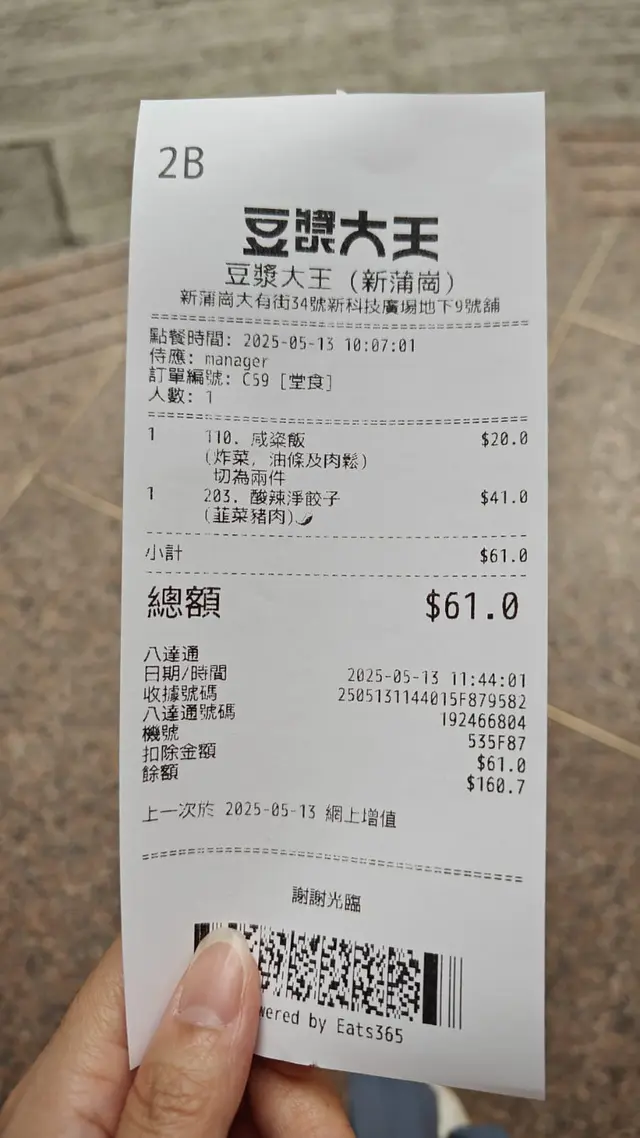 2B
豆漿大王
豆漿大王 (新蒲崗)
新蒲崗大有街34號新科技廣場地下9號舖
點餐時間: 2025-05-13 10:07:01
侍應: manager
訂單編號: C59 [堂食]
人數: 1
1 110. 咸粢飯 $20.0
(炸菜, 油條及肉鬆)
切為兩件
1 203. 酸辣淨餃子 $41.0
(韮菜豬肉)🌶
小計 $61.0
總額 $61.0
八達通
日期/時間 2025-05-13 11:44:01
收據號碼 2505131144015F879582
八達通號碼 192466804
機號 535F87
扣除金額 $61.0
餘額 $160.7
上一次於 2025-05-13 網上增值
謝謝光臨
wered by Eats365